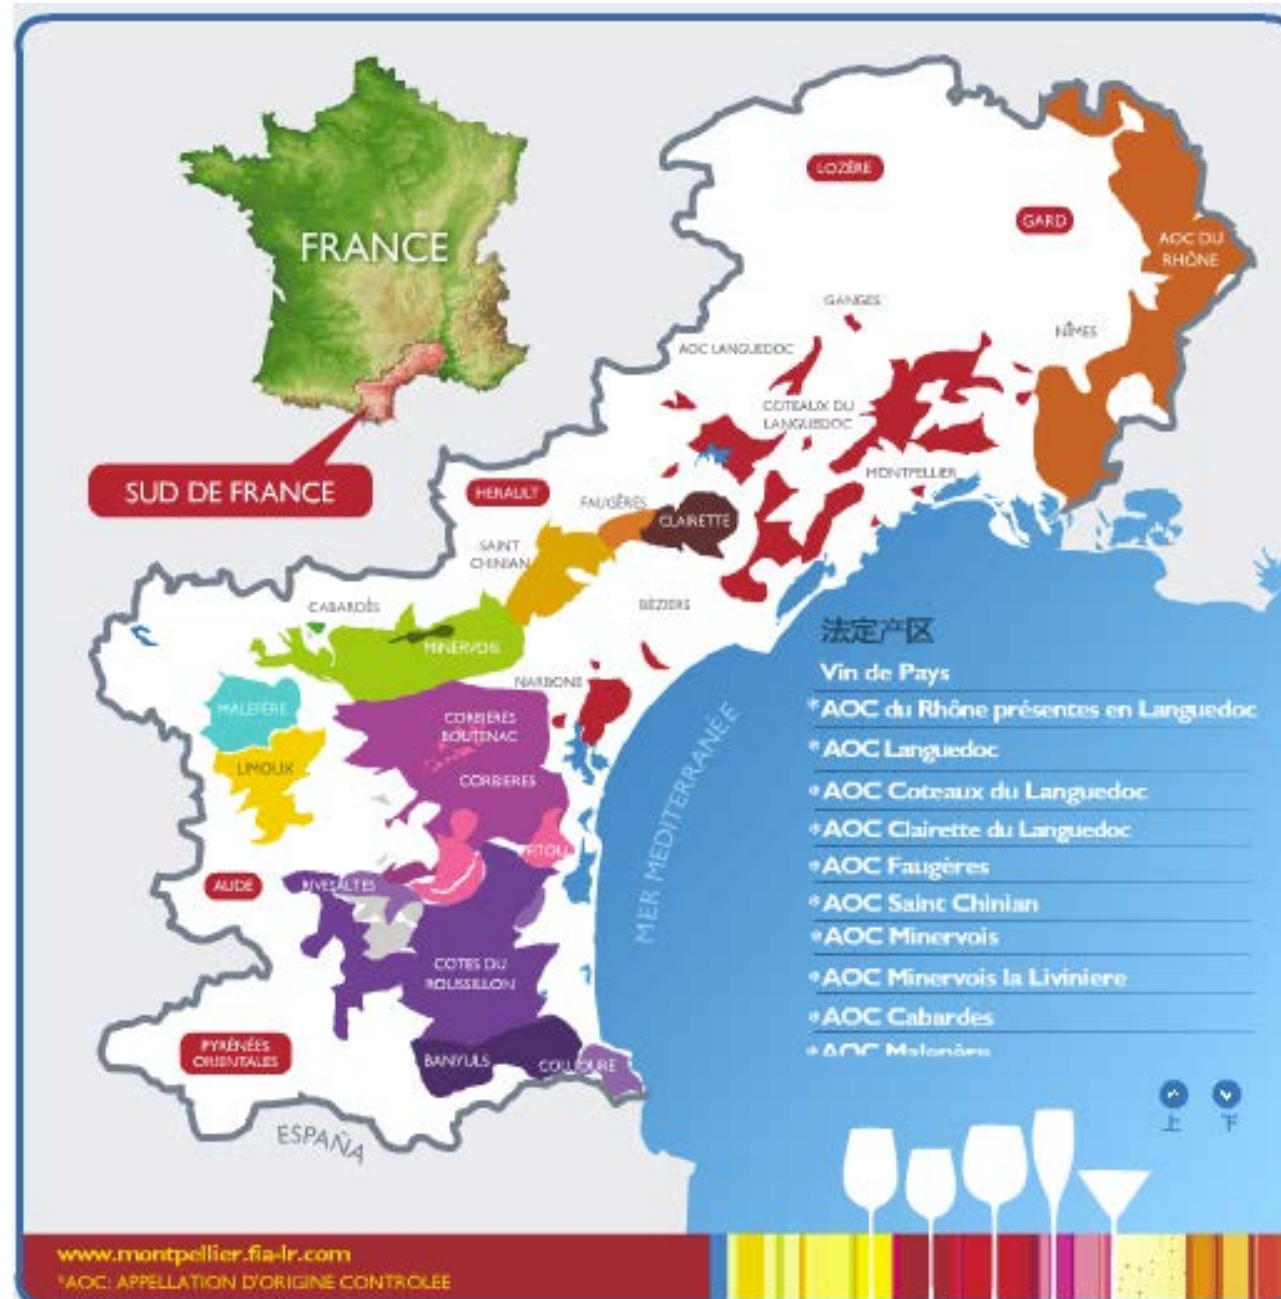 FRANCE
SUD DE FRANCE
LOZÈRE
GARD
AOC DU
RHÔNE
GANGES
NÎMES
AOC LANGUEDOC
COTEAUX DU
LANGUEDOC
MONTPELLIER
HERAULT
FAUGÈRES
CLAIRETTE
SAINT
CHINIAN
CABARDÈS
BÉZIERS
MINERVOIS
NARBONE
MALEPÈRE
CORBIÈRES
BOUTENAC
LIMOUX
CORBIERES
FITOU
AUDE
RIVESALTES
COTES DU
ROUSSILLON
PYRÉNÉES
ORIENTALES
BANYULS
COLLIOURE
ESPAÑA
MER MEDITERRANÉE
法定产区
Vin de Pays
*AOC du Rhône présentes en Languedoc
*AOC Languedoc
*AOC Coteaux du Languedoc
*AOC Clairette du Languedoc
*AOC Faugères
*AOC Saint Chinian
*AOC Minervois
*AOC Minervois la Liviniere
*AOC Cabardes
*AOC Malepère
上 下
www.montpellier.fia-lr.com
*AOC: APPELLATION D'ORIGINE CONTROLEE